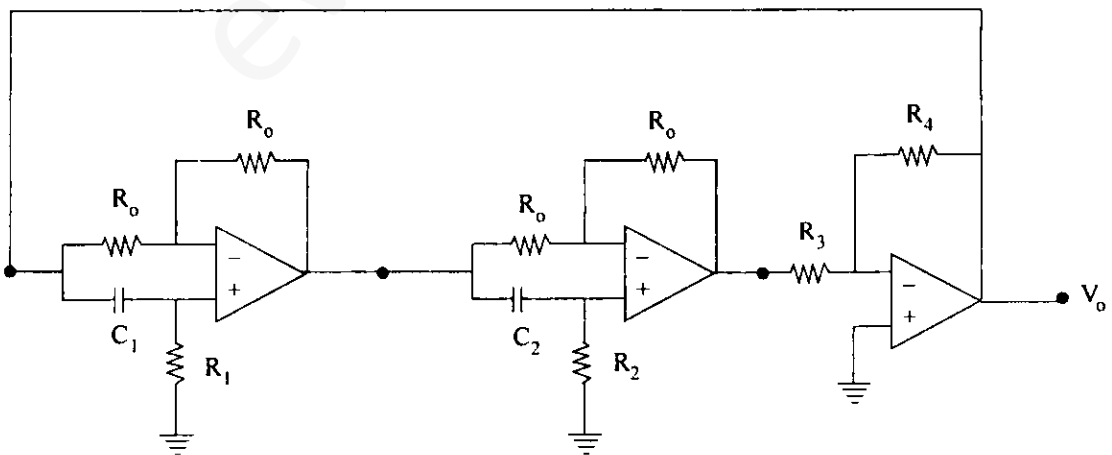 R₀ R₀ R₄
R₀ R₀ R₃
− − −
+ + + V₀
C₁ C₂
R₁ R₂